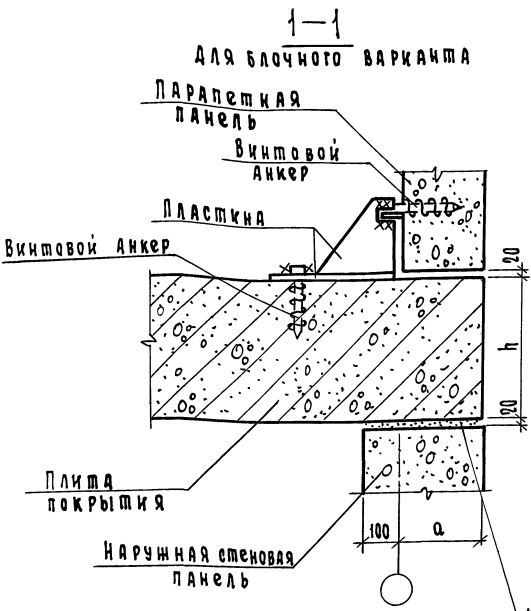 1—1
Для блочного варианта
Парапетная
панель
Винтовой
анкер
Пластина
Винтовой анкер
20
h
20
Плита
покрытия
100
а
Наружная стеновая
панель